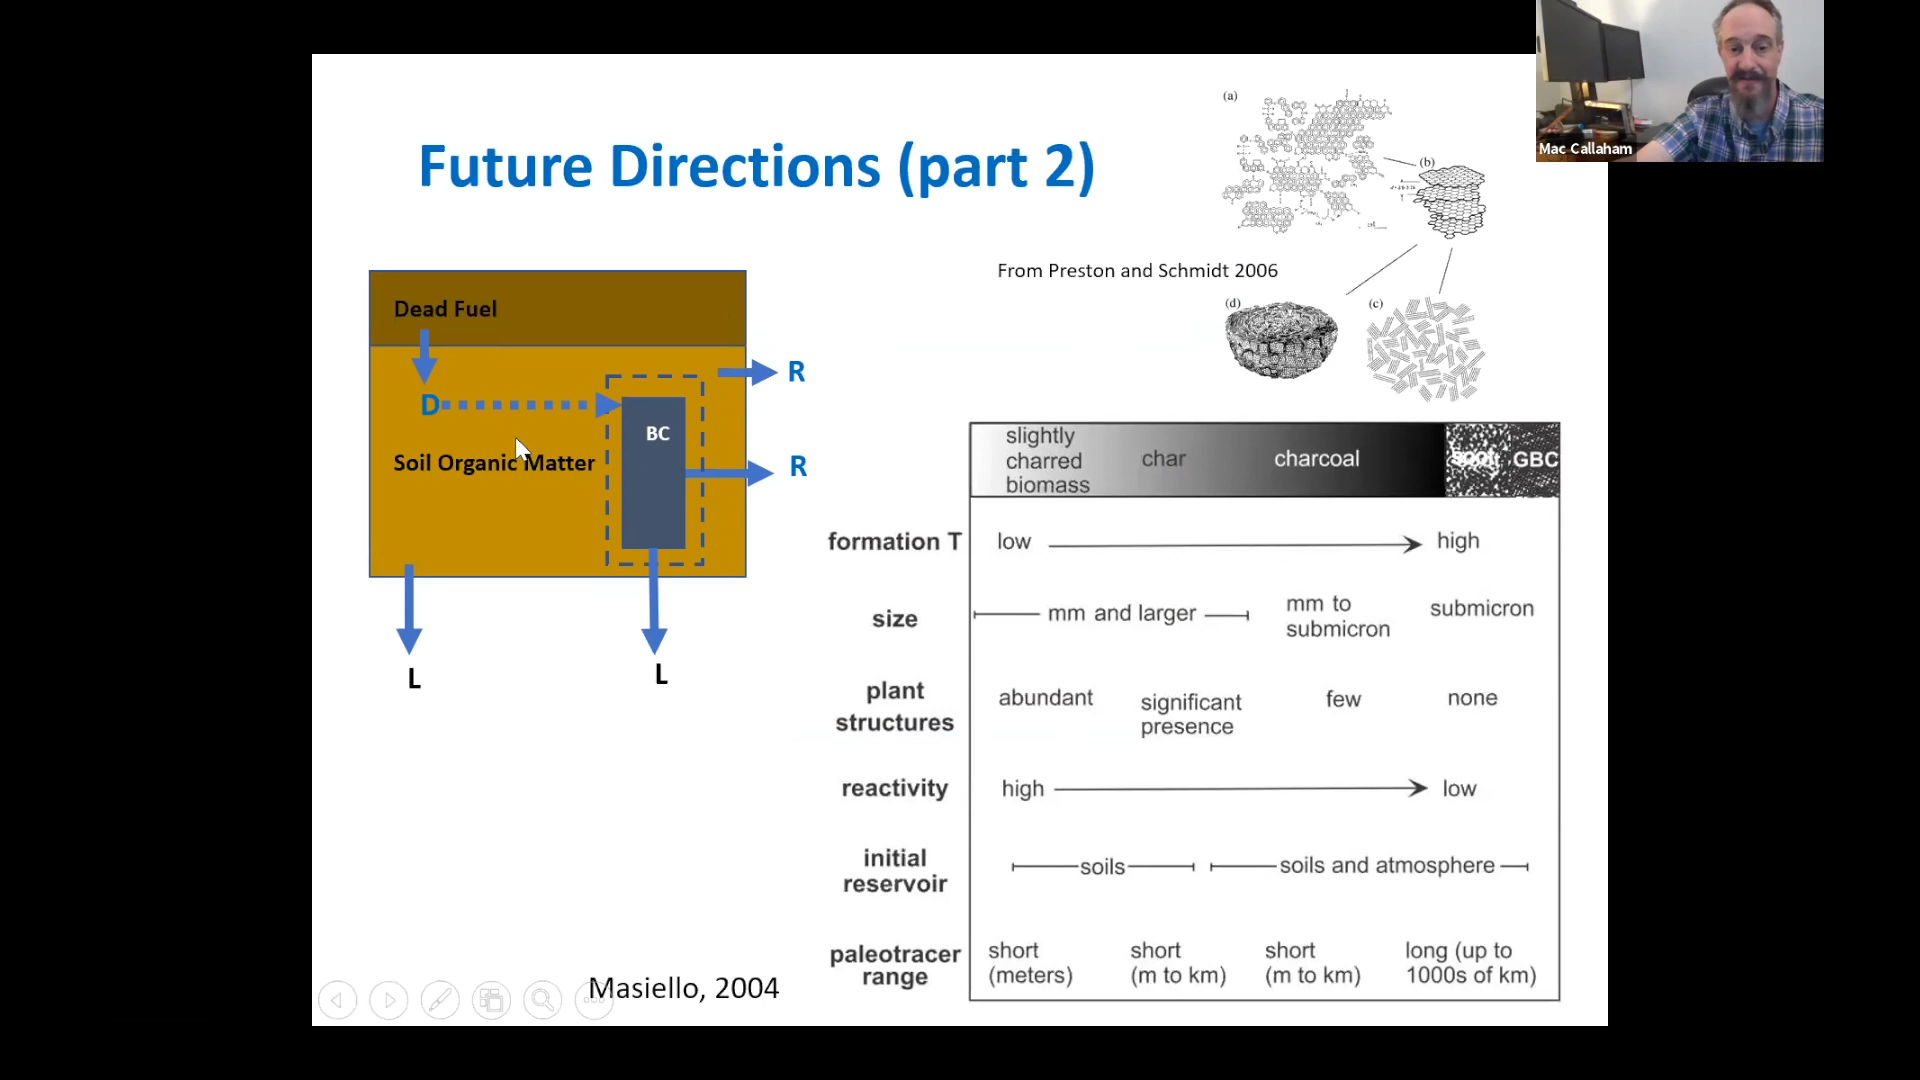 Mac Callaham
Future Directions (part 2)
(a)
(b)
From Preston and Schmidt 2006
(d)
(c)
Dead Fuel
R
D
BC
Soil Organic Matter
R
L
L
slightly
charred
biomass
char
charcoal
soot
GBC
formation T
low
high
size
mm and larger
mm to
submicron
submicron
plant
structures
abundant
significant
presence
few
none
reactivity
high
low
initial
reservoir
soils
soils and atmosphere
paleotracer
range
short
(meters)
short
(m to km)
short
(m to km)
long (up to
1000s of km)
Masiello, 2004